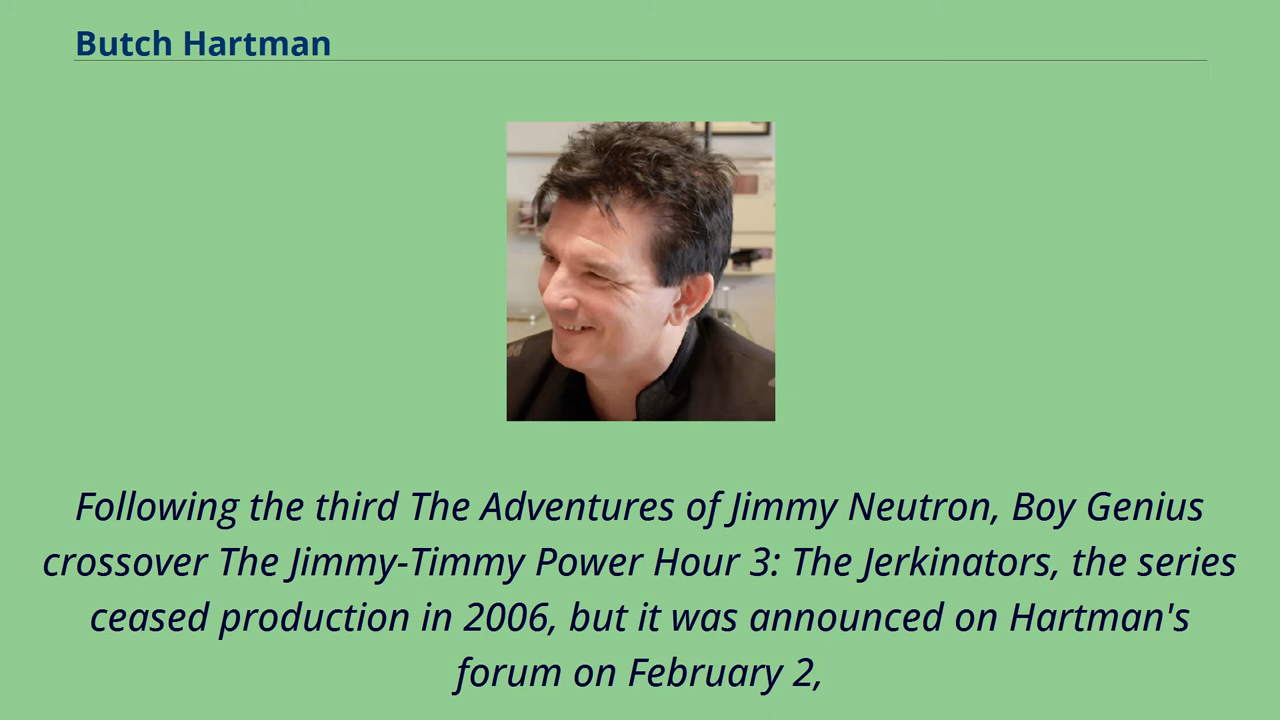 Butch Hartman
Following the third The Adventures of Jimmy Neutron, Boy Genius
crossover The Jimmy-Timmy Power Hour 3: The Jerkinators, the series
ceased production in 2006, but it was announced on Hartman's
forum on February 2,